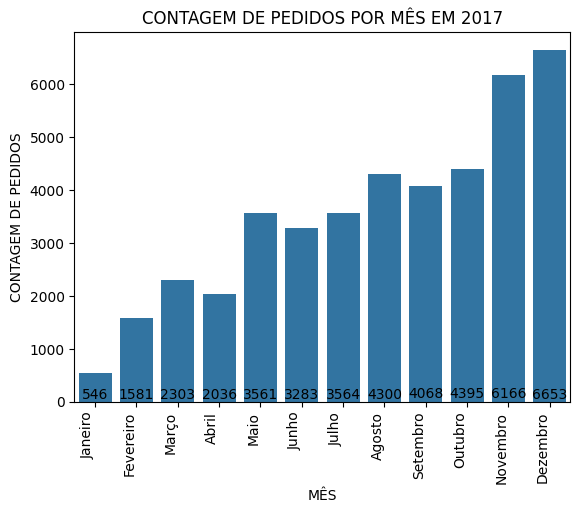 CONTAGEM DE PEDIDOS POR MÊS EM 2017
CONTAGEM DE PEDIDOS
6000
5000
4000
3000
2000
1000
0
546 1581 2303 2036 3561 3283 3564 4300 4068 4395 6166 6653
Janeiro
Fevereiro
Março
Abril
Maio
Junho
Julho
Agosto
Setembro
Outubro
Novembro
Dezembro
MÊS